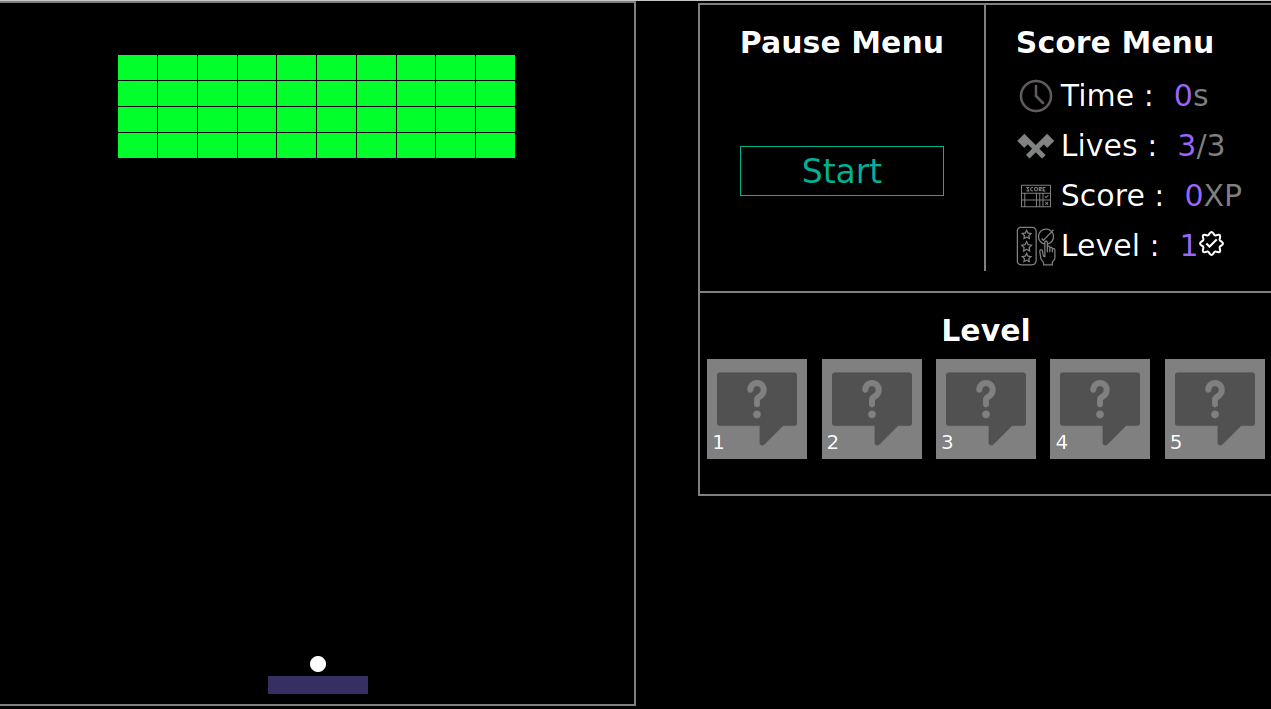 Pause Menu
Start
Score Menu
Time : 0s
Lives : 3/3
SCORE
Score : 0XP
Level : 1
Level
?
1
?
2
?
3
?
4
?
5